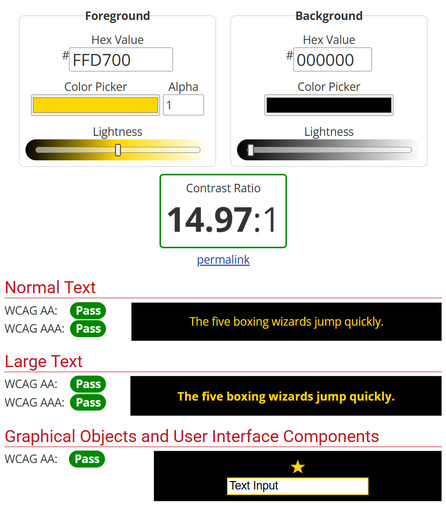 Foreground
Background
Hex Value
Hex Value
#FFD700
#000000
Color Picker
Alpha
Color Picker
1
Lightness
Lightness
Contrast Ratio
14.97:1
permalink
Normal Text
WCAG AA: Pass
WCAG AAA: Pass
The five boxing wizards jump quickly.
Large Text
WCAG AA: Pass
WCAG AAA: Pass
The five boxing wizards jump quickly.
Graphical Objects and User Interface Components
WCAG AA: Pass
Text Input